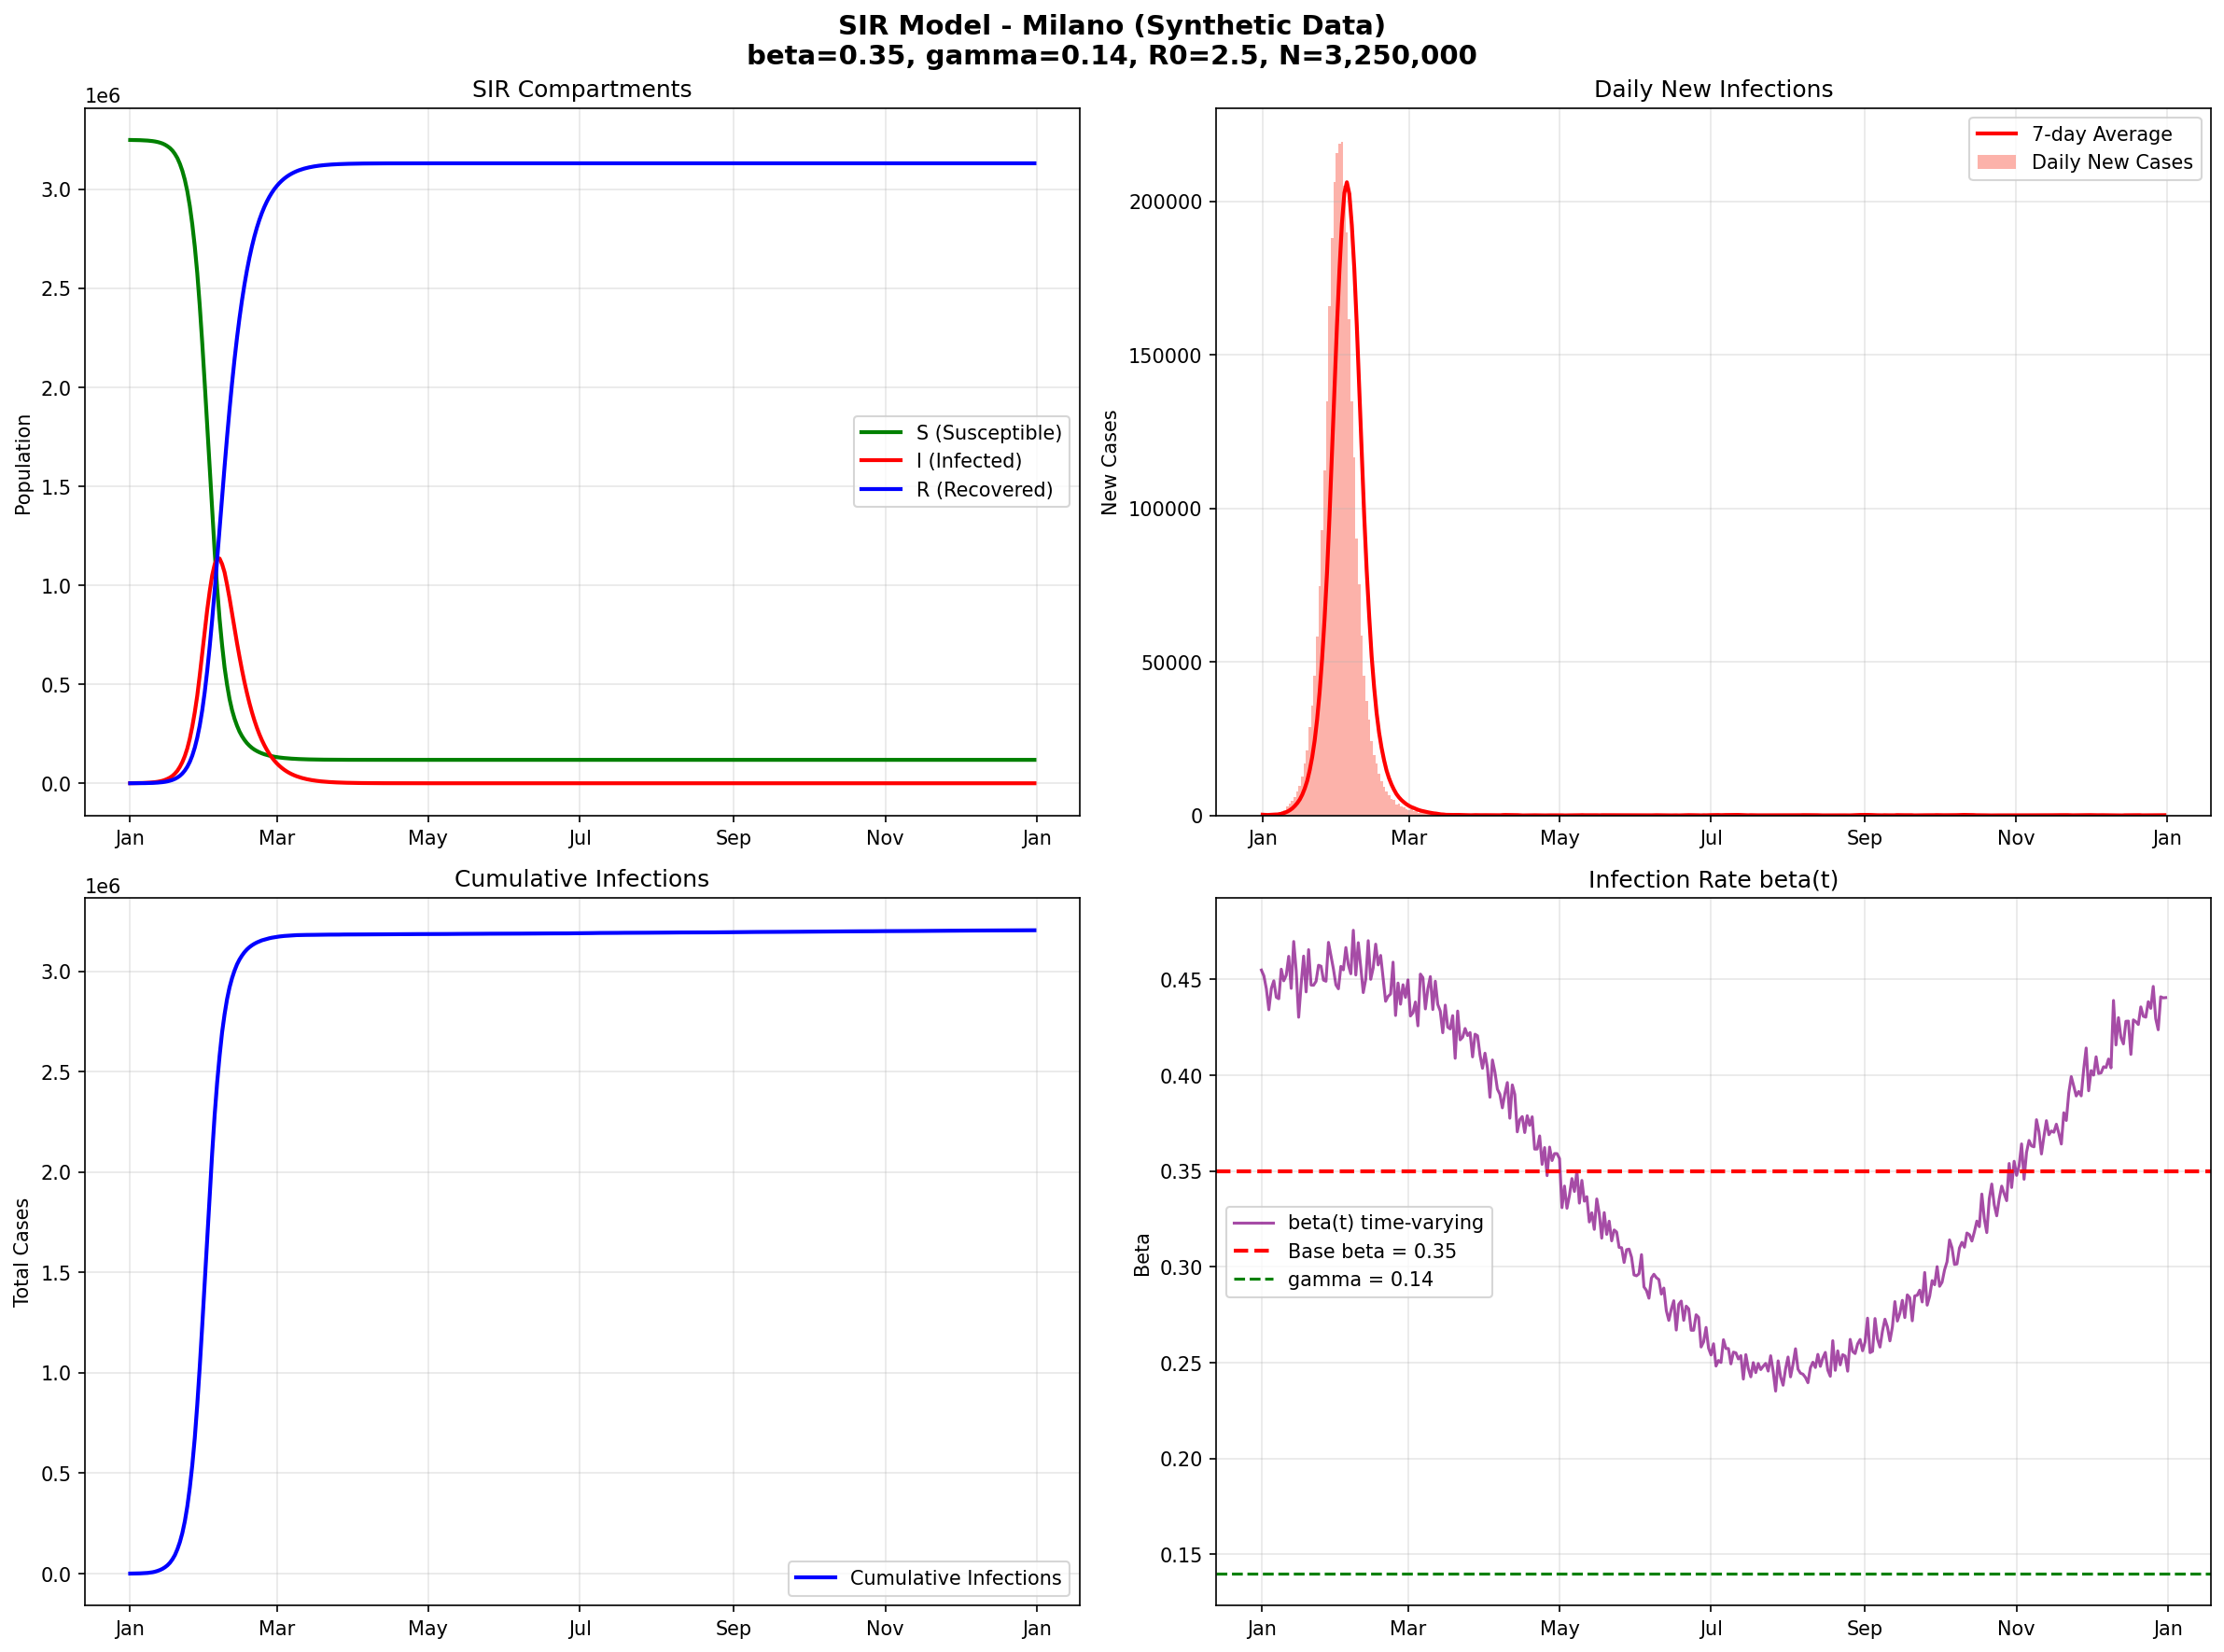 SIR Model - Milano (Synthetic Data)
beta=0.35, gamma=0.14, R0=2.5, N=3,250,000
SIR Compartments
1e6
Population
3.0
2.5
2.0
1.5
1.0
0.5
0.0
S (Susceptible)
I (Infected)
R (Recovered)
Jan Mar May Jul Sep Nov Jan
Daily New Infections
New Cases
200000
150000
100000
50000
0
7-day Average
Daily New Cases
Jan Mar May Jul Sep Nov Jan
Cumulative Infections
1e6
Total Cases
3.0
2.5
2.0
1.5
1.0
0.5
0.0
Cumulative Infections
Jan Mar May Jul Sep Nov Jan
Infection Rate beta(t)
Beta
0.45
0.40
0.35
0.30
0.25
0.20
0.15
beta(t) time-varying
Base beta = 0.35
gamma = 0.14
Jan Mar May Jul Sep Nov Jan